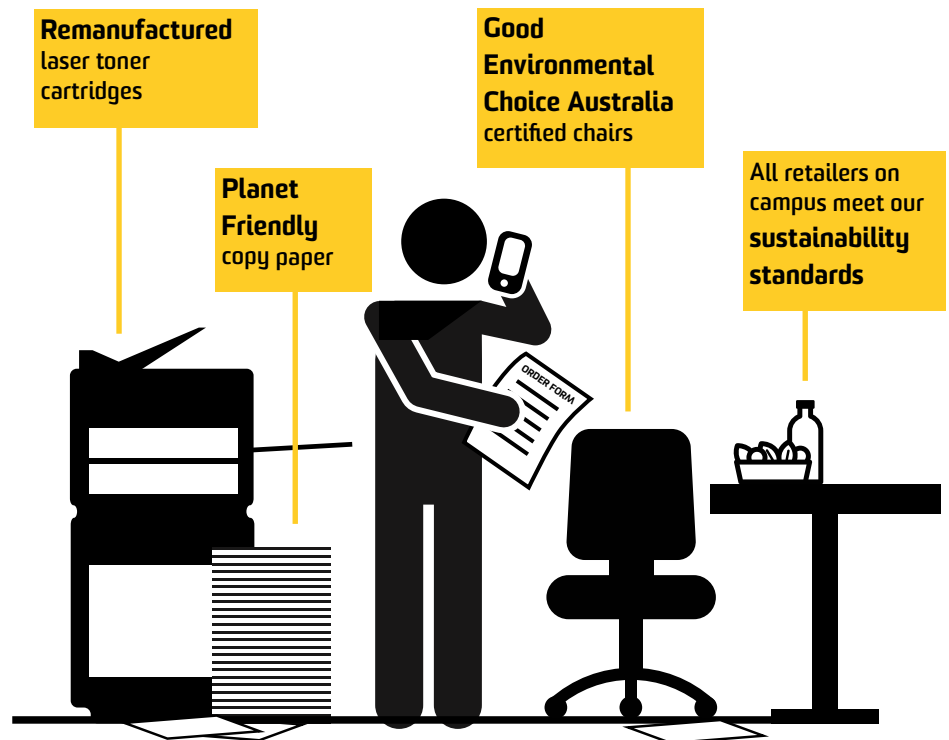 Remanufactured
laser toner
cartridges
Planet
Friendly
copy paper
Good
Environmental
Choice Australia
certified chairs
All retailers on
campus meet our
sustainability
standards
ORDER FORM